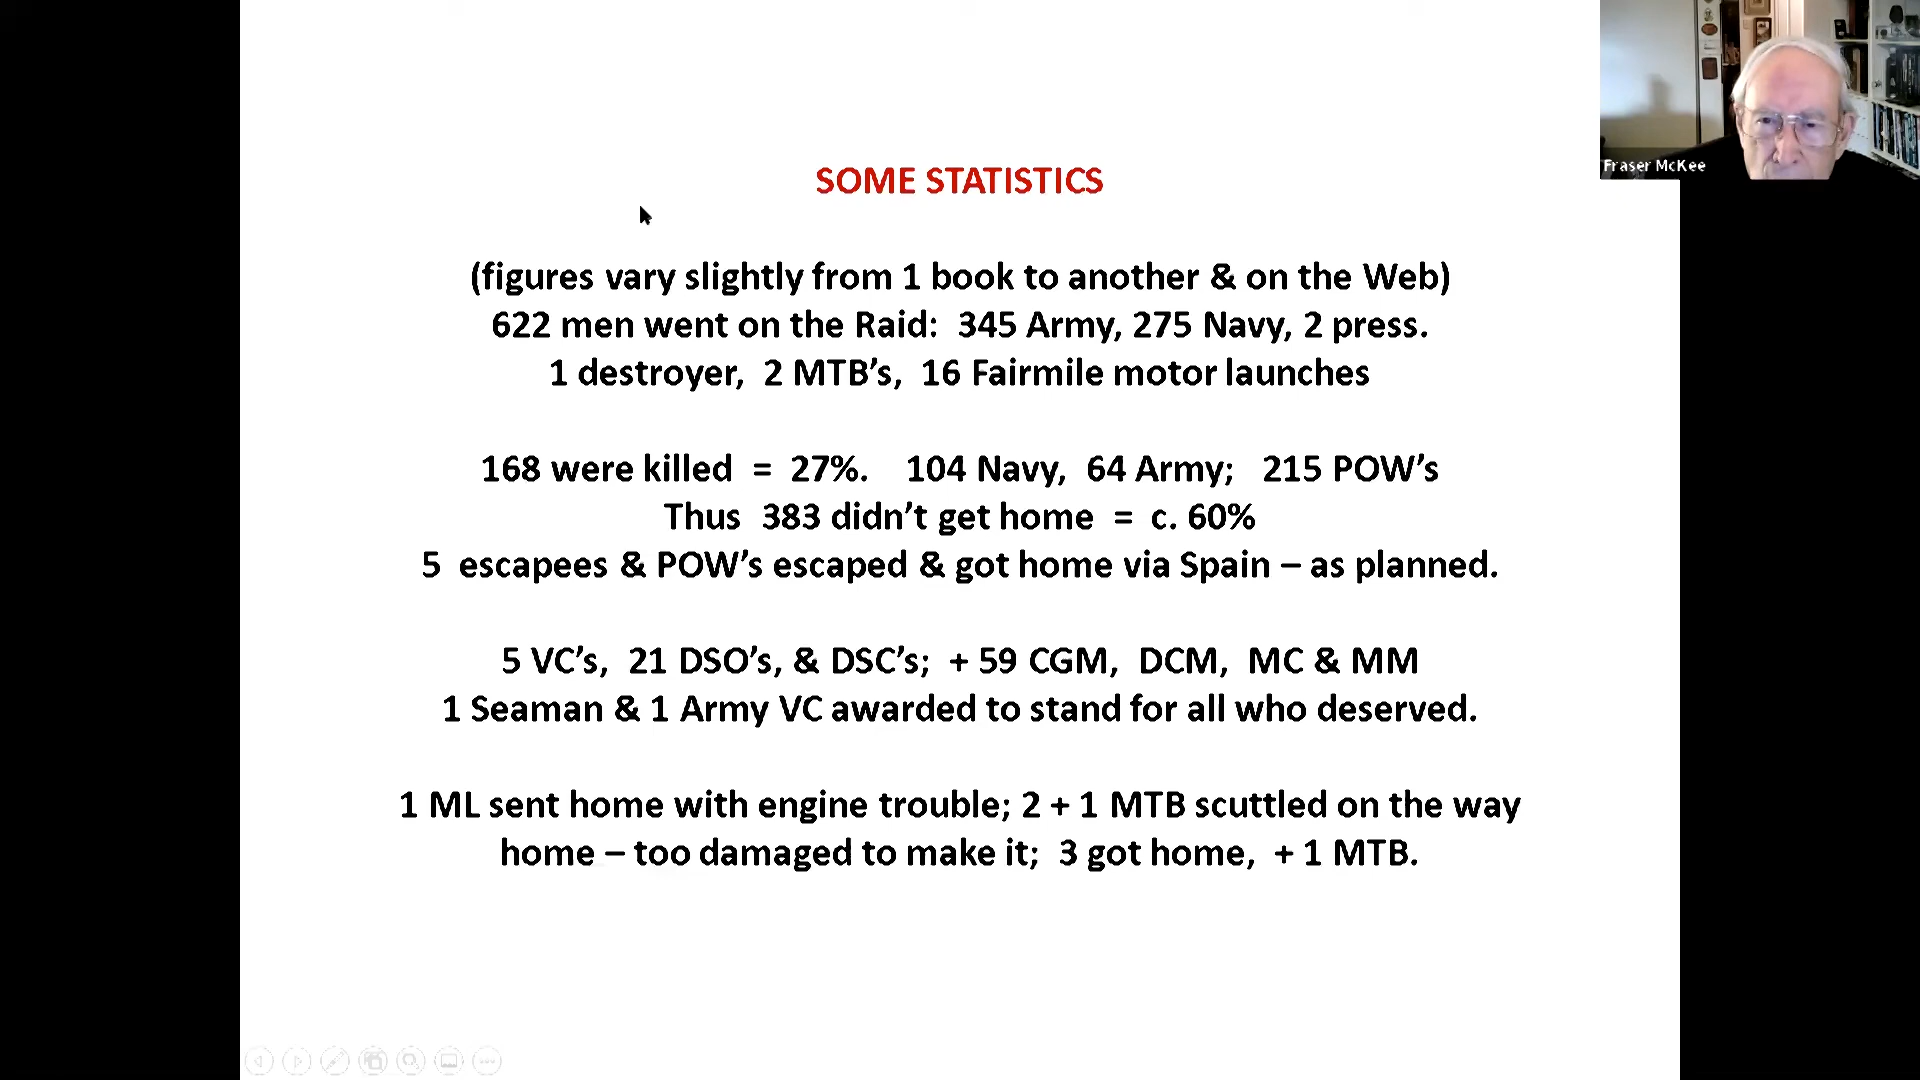 SOME STATISTICS
(figures vary slightly from 1 book to another & on the Web)
622 men went on the Raid: 345 Army, 275 Navy, 2 press.
1 destroyer, 2 MTB’s, 16 Fairmile motor launches
168 were killed = 27%. 104 Navy, 64 Army; 215 POW’s
Thus 383 didn’t get home = c. 60%
5 escapees & POW’s escaped & got home via Spain – as planned.
5 VC’s, 21 DSO’s, & DSC’s; + 59 CGM, DCM, MC & MM
1 Seaman & 1 Army VC awarded to stand for all who deserved.
1 ML sent home with engine trouble; 2 + 1 MTB scuttled on the way
home – too damaged to make it; 3 got home, + 1 MTB.
Fraser McKee